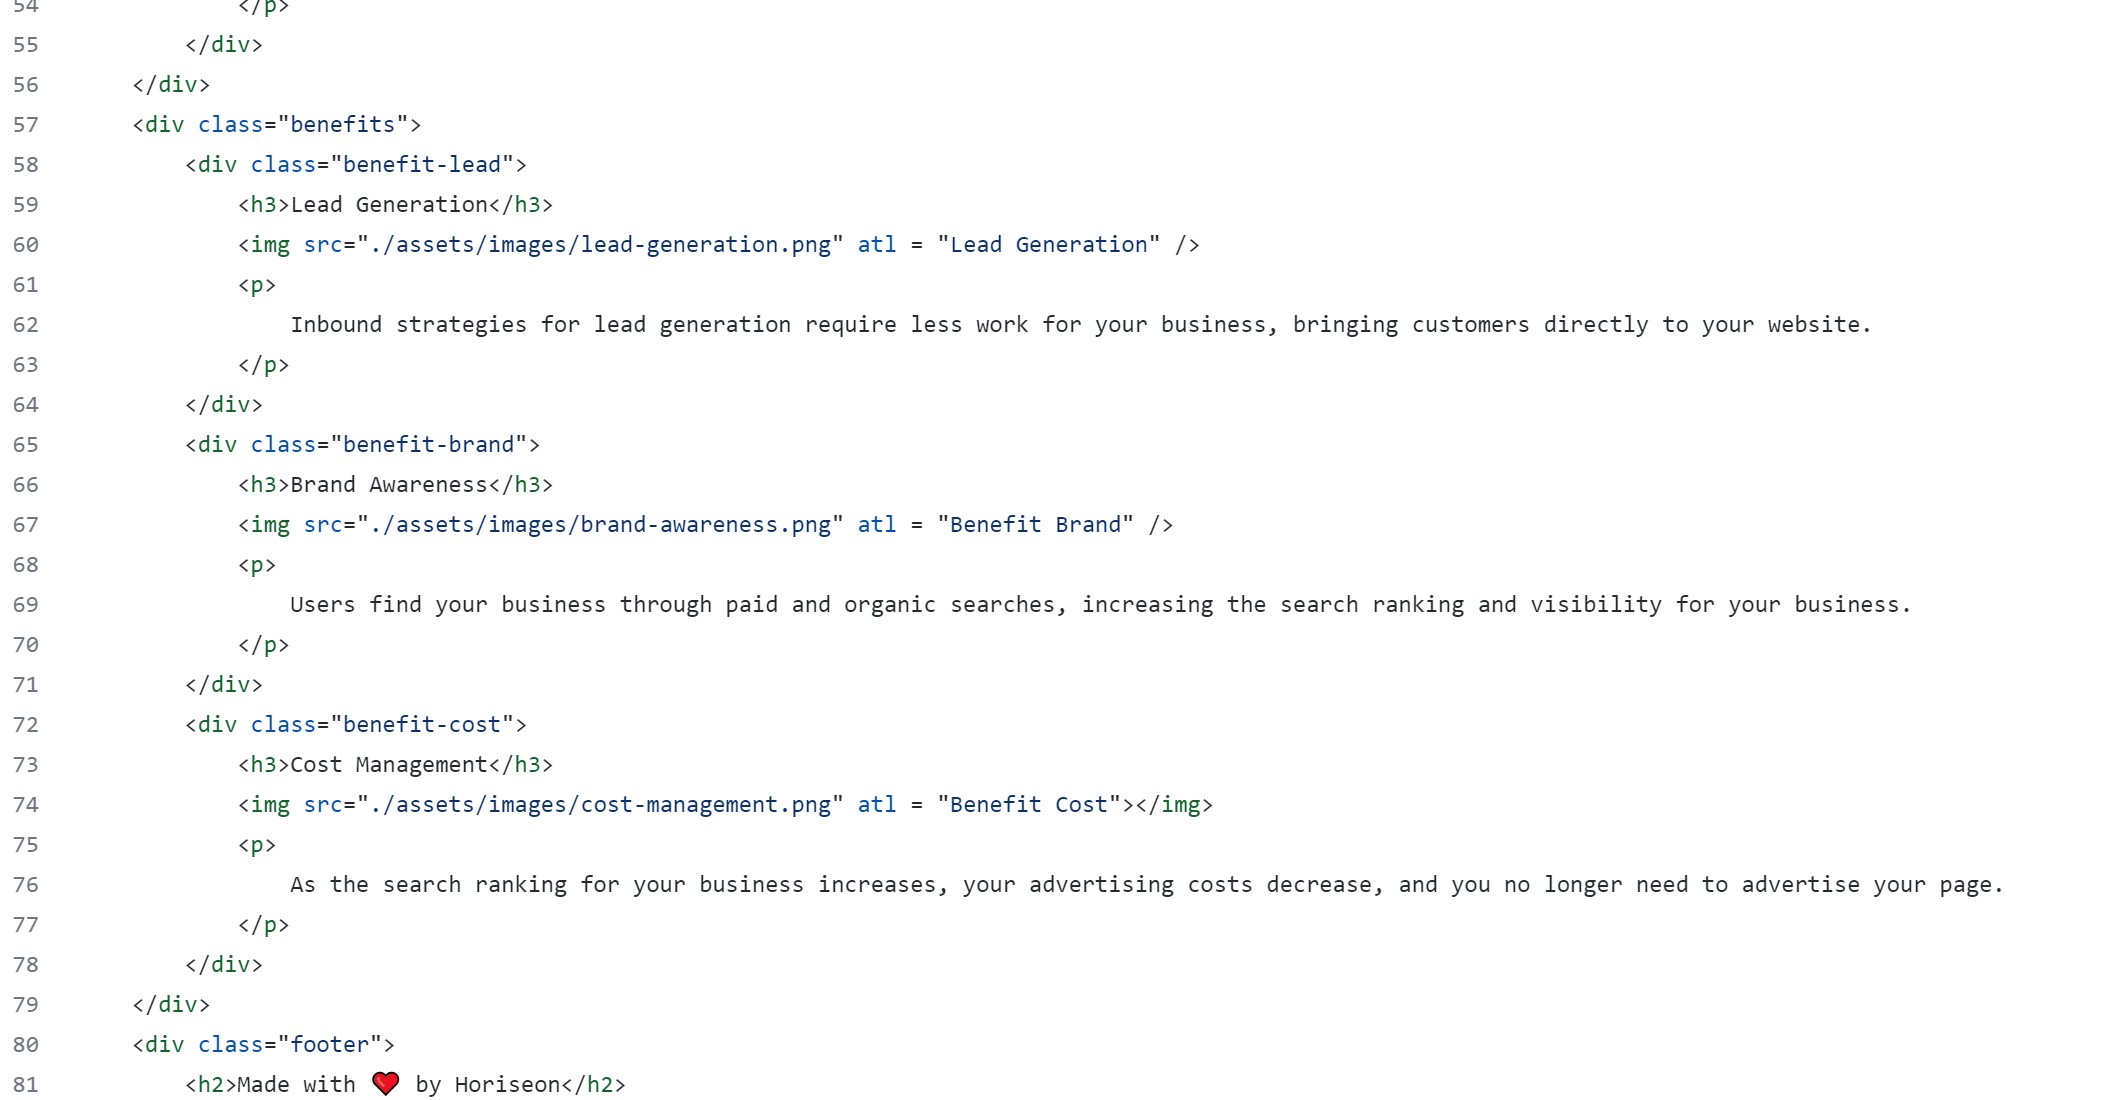 54                </p>
55            </div>
56        </div>
57        <div class="benefits">
58            <div class="benefit-lead">
59                <h3>Lead Generation</h3>
60                <img src="./assets/images/lead-generation.png" atl = "Lead Generation" />
61                <p>
62                    Inbound strategies for lead generation require less work for your business, bringing customers directly to your website.
63                </p>
64            </div>
65            <div class="benefit-brand">
66                <h3>Brand Awareness</h3>
67                <img src="./assets/images/brand-awareness.png" atl = "Benefit Brand" />
68                <p>
69                    Users find your business through paid and organic searches, increasing the search ranking and visibility for your business.
70                </p>
71            </div>
72            <div class="benefit-cost">
73                <h3>Cost Management</h3>
74                <img src="./assets/images/cost-management.png" atl = "Benefit Cost"></img>
75                <p>
76                    As the search ranking for your business increases, your advertising costs decrease, and you no longer need to advertise your page.
77                </p>
78            </div>
79        </div>
80        <div class="footer">
81            <h2>Made with ❤️ by Horiseon</h2>